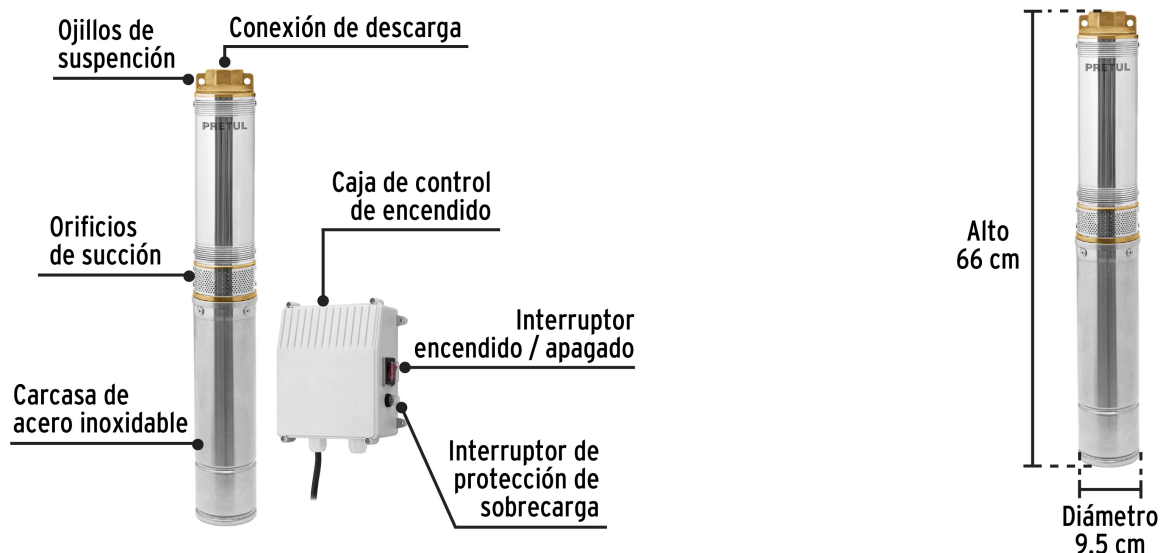 Ojillos de
suspención
Conexión de descarga
PRETUL
Orificios
de succión
Caja de control
de encendido
Interruptor
encendido / apagado
Carcasa de
acero inoxidable
Interruptor de
protección de
sobrecarga
PRETUL
Alto
66 cm
Diámetro
9.5 cm